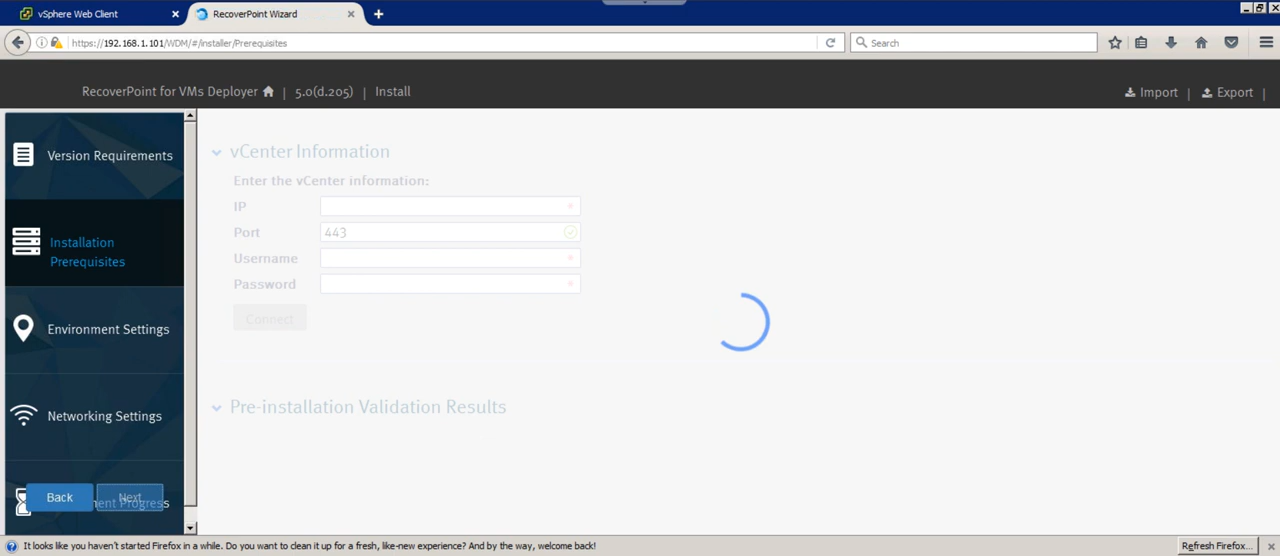 vSphere Web Client
RecoverPoint Wizard
https://192.168.1.101/WDM/#/installer/Prerequisites
Search
RecoverPoint for VMs Deployer | 5.0(d.205) | Install
Import | Export |
Version Requirements
Installation
Prerequisites
Environment Settings
Networking Settings
Back
Next
ent Progress
vCenter Information
Enter the vCenter information:
IP
Port 443
Username
Password
Connect
Pre-installation Validation Results
It looks like you haven't started Firefox in a while. Do you want to clean it up for a fresh, like-new experience? And by the way, welcome back!
Refresh Firefox...